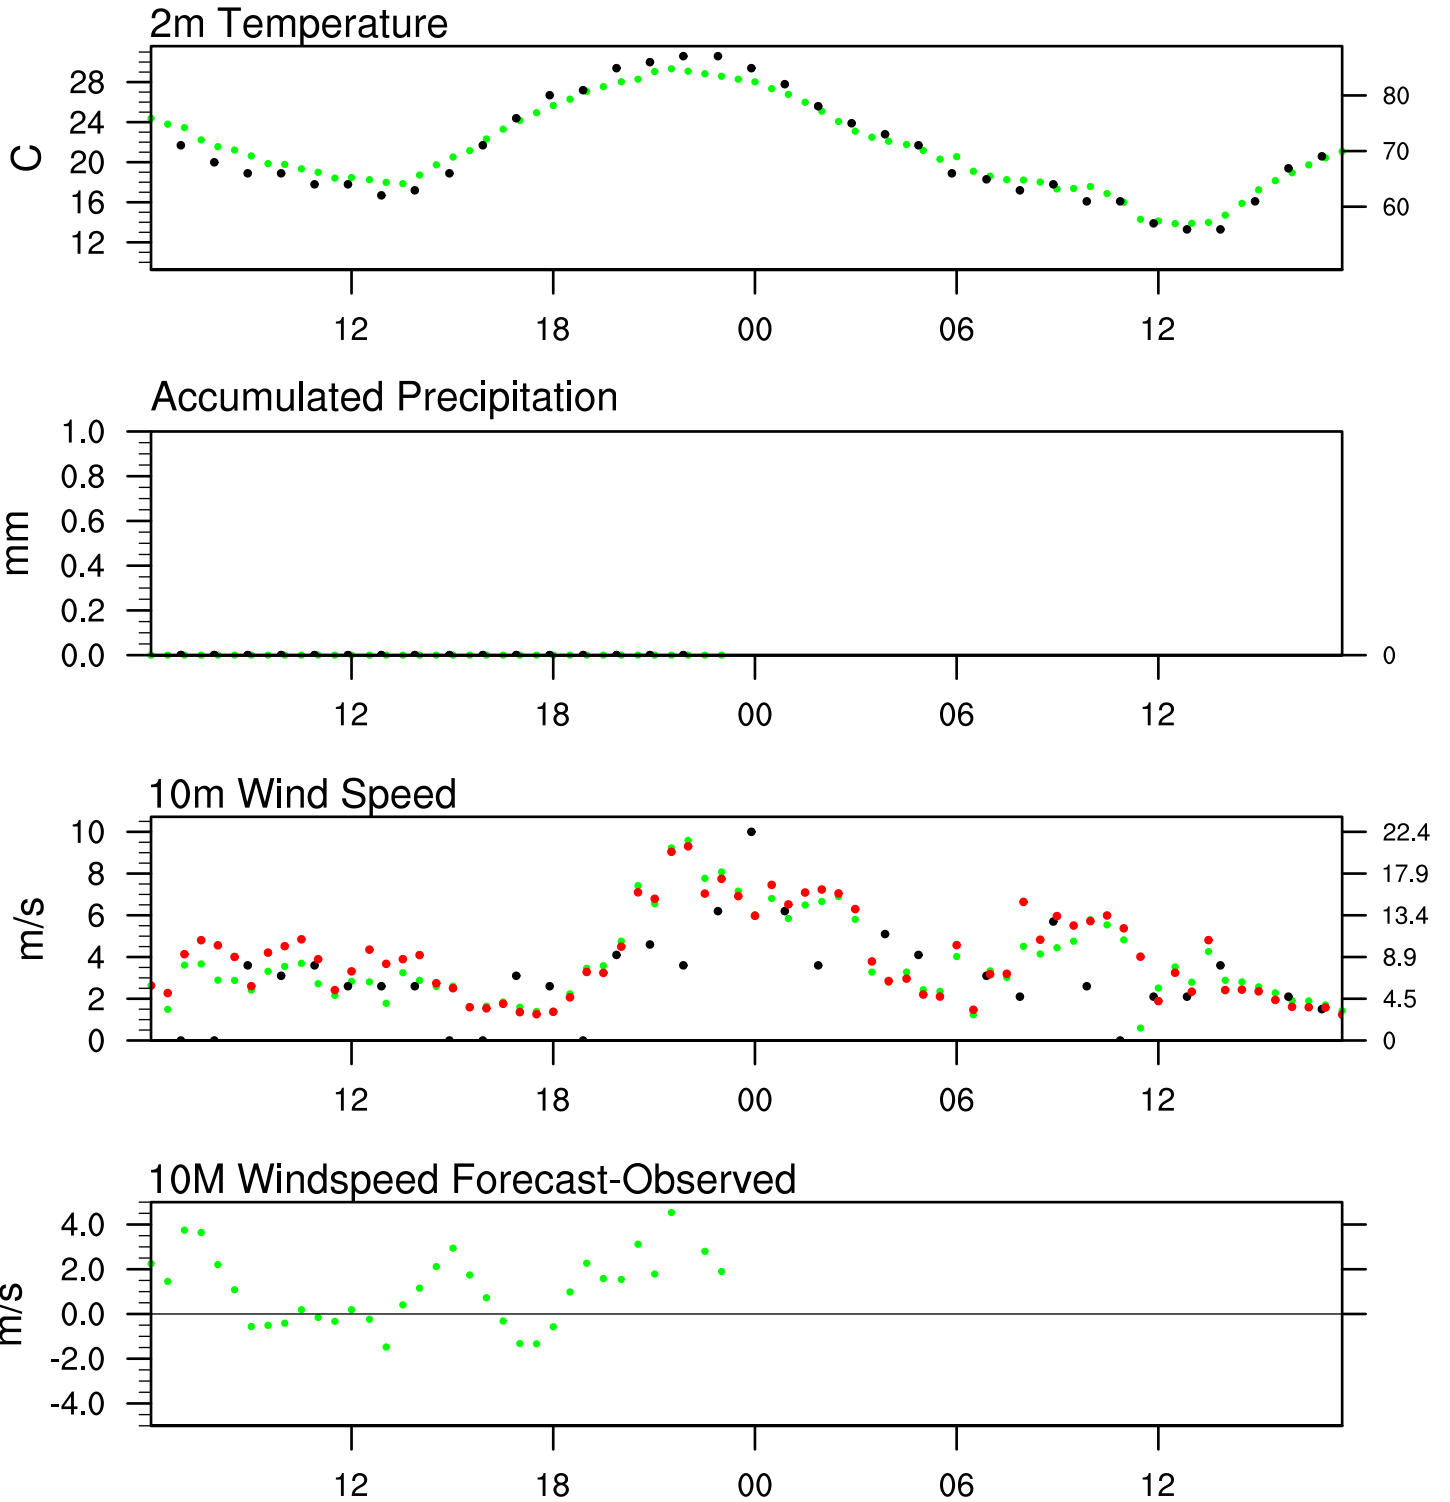 2m Temperature
28
24
20
16
12
C
80
70
60
12 18 00 06 12
Accumulated Precipitation
1.0
0.8
0.6
0.4
0.2
0.0
mm
0
12 18 00 06 12
10m Wind Speed
10
8
6
4
2
0
m/s
22.4
17.9
13.4
8.9
4.5
0
12 18 00 06 12
10M Windspeed Forecast-Observed
4.0
2.0
0.0
-2.0
-4.0
m/s
12 18 00 06 12